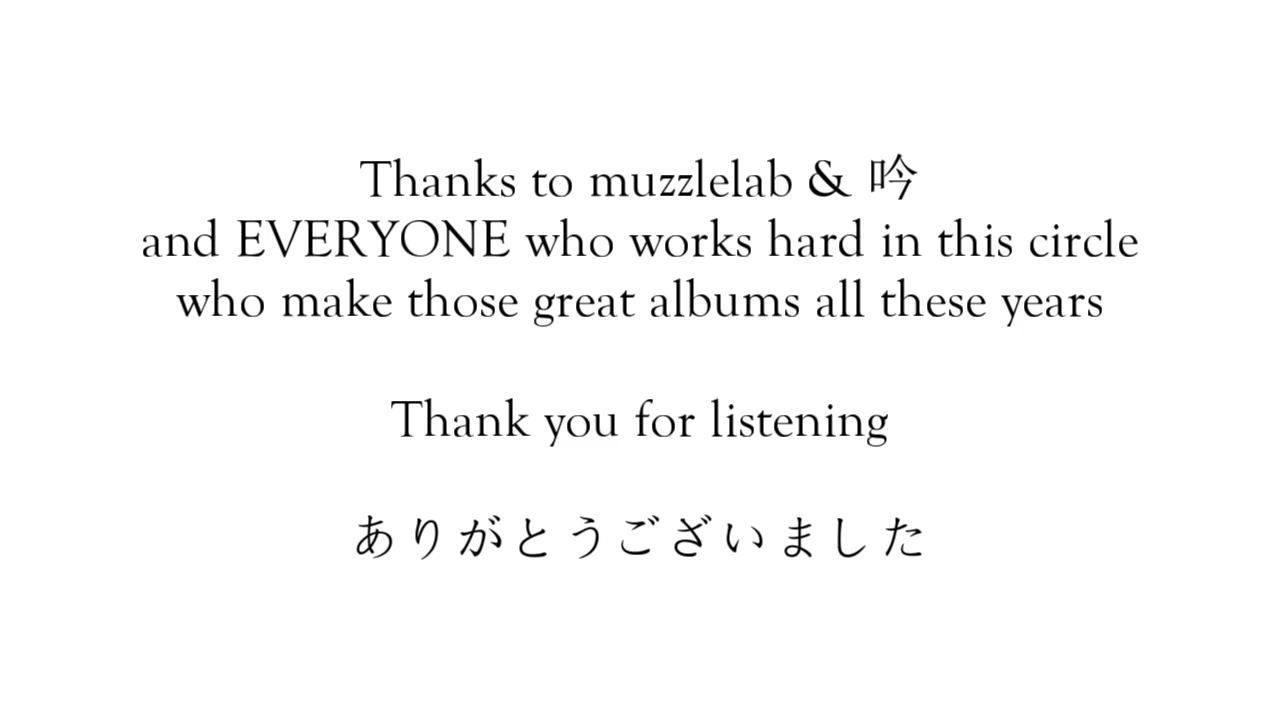 Thanks to muzzlelab & 吟
and EVERYONE who works hard in this circle
who make those great albums all these years
Thank you for listening
ありがとうございました